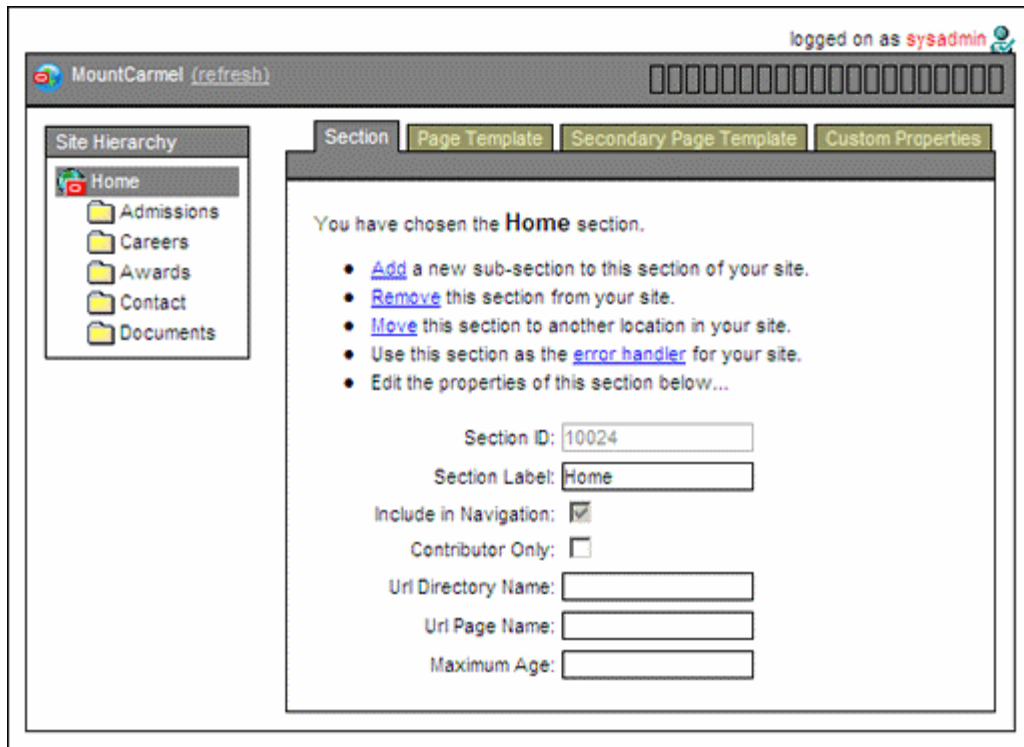 logged on as sysadmin
MountCarmel (refresh)
Site Hierarchy
Home
Admissions
Careers
Awards
Contact
Documents
Section Page Template Secondary Page Template Custom Properties
You have chosen the Home section.
• Add a new sub-section to this section of your site.
• Remove this section from your site.
• Move this section to another location in your site.
• Use this section as the error handler for your site.
• Edit the properties of this section below...
Section ID: 10024
Section Label: Home
Include in Navigation:
Contributor Only:
Url Directory Name:
Url Page Name:
Maximum Age: